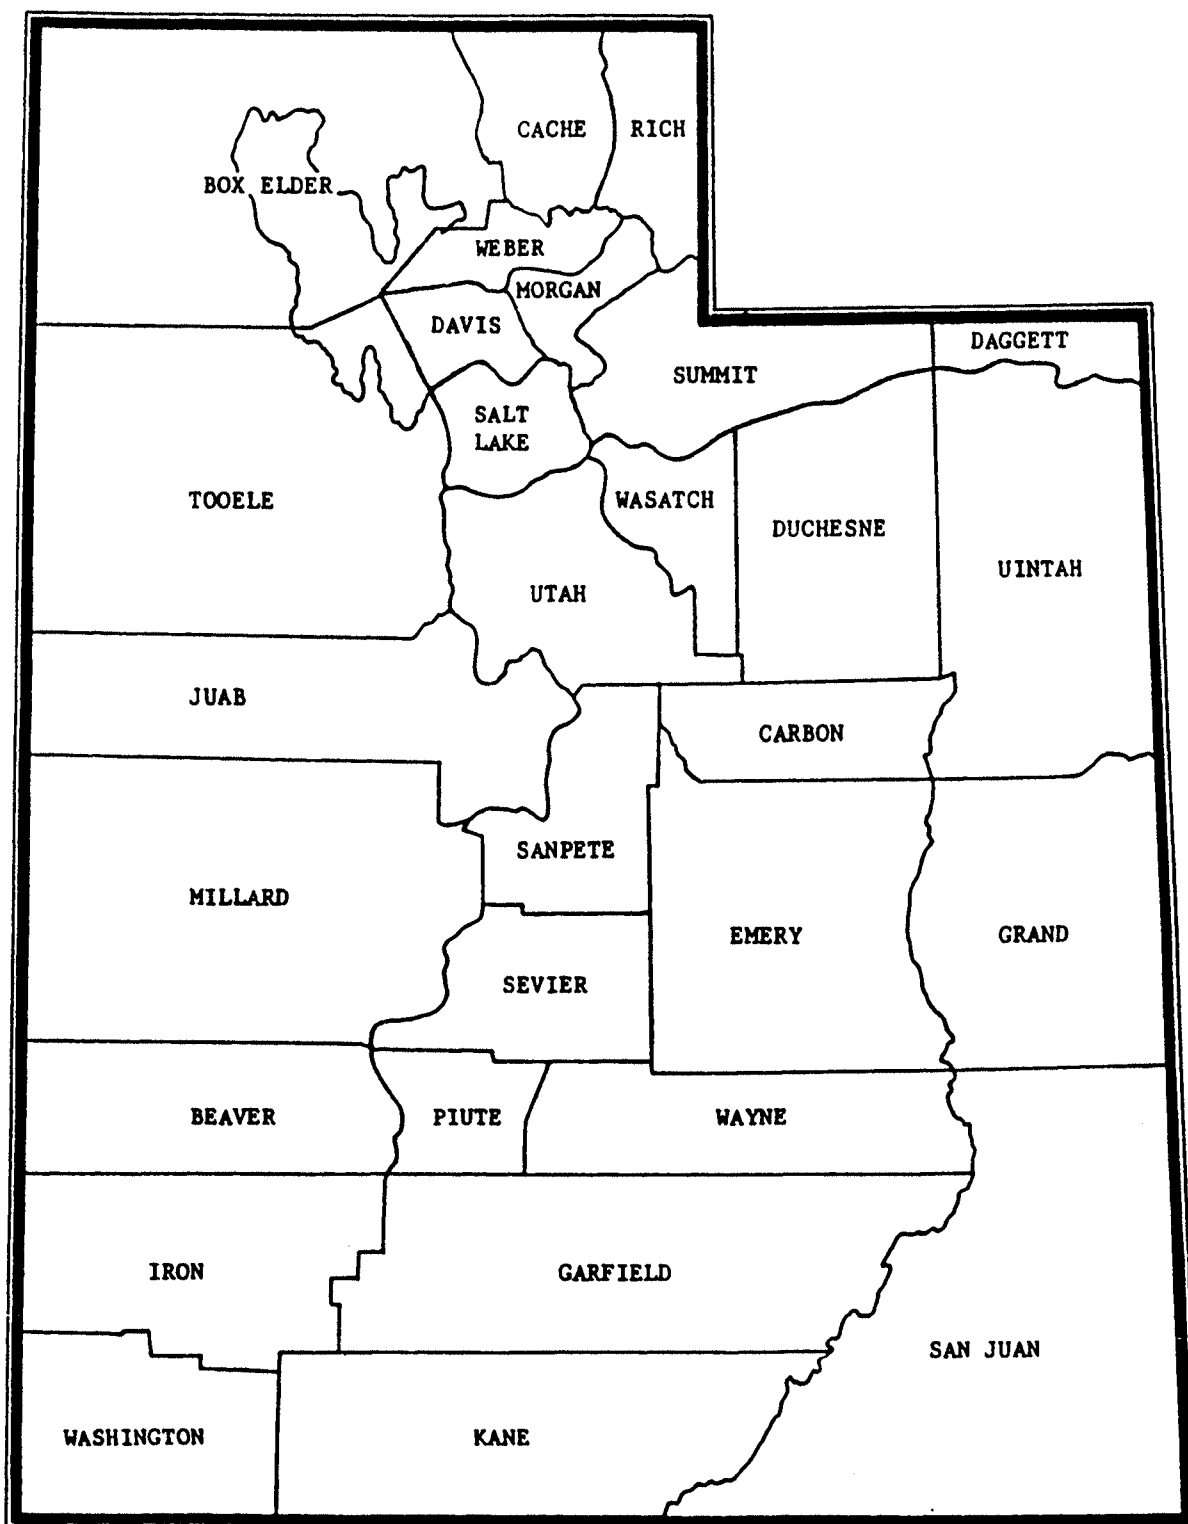 CACHE
RICH
BOX ELDER
WEBER
MORGAN
DAVIS
DAGGETT
SUMMIT
SALT
LAKE
TOOELE
WASATCH
DUCHESNE
UINTAH
UTAH
JUAB
CARBON
SANPETE
MILLARD
EMERY
GRAND
SEVIER
BEAVER
PIUTE
WAYNE
IRON
GARFIELD
SAN JUAN
WASHINGTON
KANE